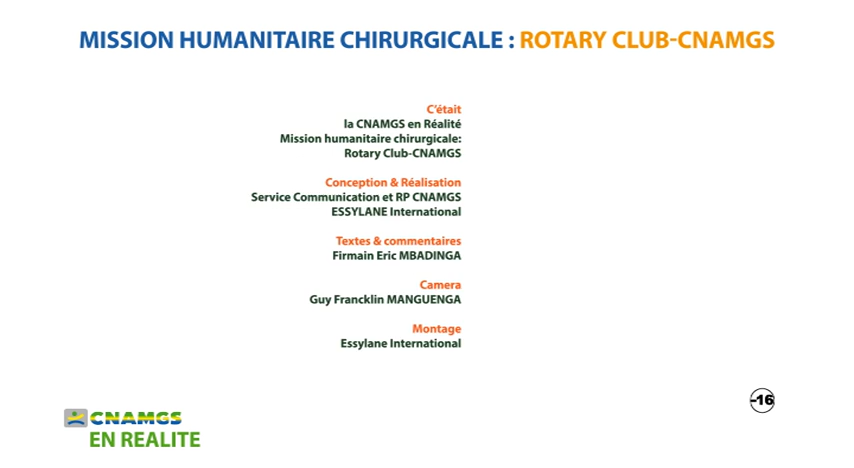 MISSION HUMANITAIRE CHIRURGICALE : ROTARY CLUB-CNAMGS
C'était
la CNAMGS en Réalité
Mission humanitaire chirurgicale:
Rotary Club-CNAMGS
Conception & Réalisation
Service Communication et RP CNAMGS
ESSYLANE International
Textes & commentaires
Firmain Eric MBADINGA
Camera
Guy Francklin MANGUENGA
Montage
Essylane International
-16
CNAMGS
EN REALITE